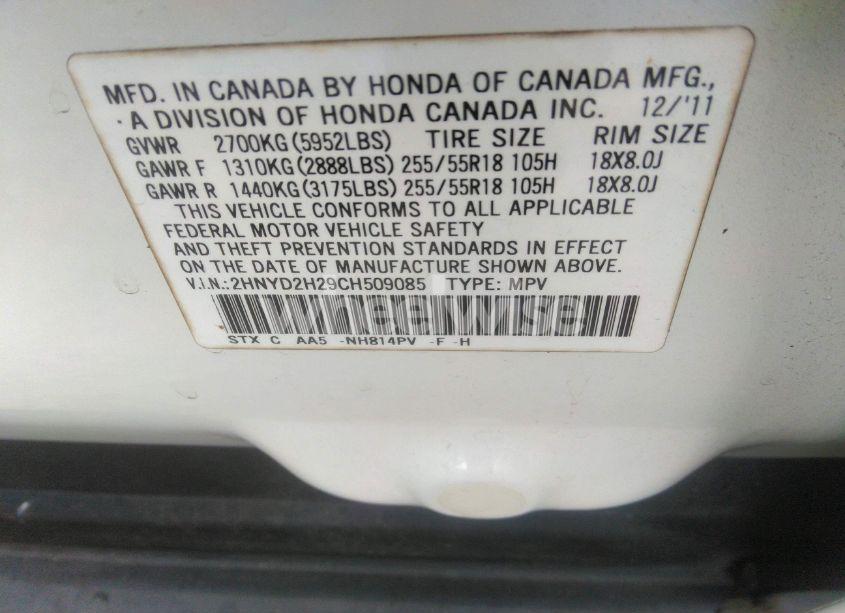 MFD. IN CANADA BY HONDA OF CANADA MFG.,
· A DIVISION OF HONDA CANADA INC. 12/'11
GVWR 2700KG(5952LBS) TIRE SIZE RIM SIZE
GAWR F 1310KG(2888LBS) 255/55R18 105H 18X8.0J
GAWR R 1440KG(3175LBS) 255/55R18 105H 18X8.0J
THIS VEHICLE CONFORMS TO ALL APPLICABLE
FEDERAL MOTOR VEHICLE SAFETY
AND THEFT PREVENTION STANDARDS IN EFFECT
ON THE DATE OF MANUFACTURE SHOWN ABOVE.
V.I.N.:2HNYD2H29CH509085 TYPE: MPV
STX C AA5 -NH814PV -F -H